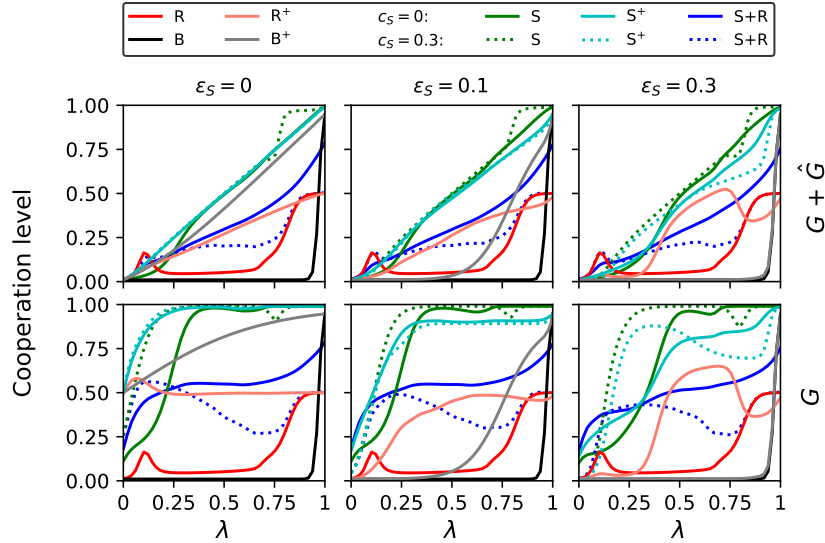 R R⁺ c_S = 0: S S⁺ S+R
B B⁺ c_S = 0.3: S S⁺ S+R
ε_S = 0 ε_S = 0.1 ε_S = 0.3
Cooperation level
1.00
0.75
0.50
0.25
0.00
G + Ĝ
1.00
0.75
0.50
0.25
0.00
G
0 0.25 0.5 0.75 1 0 0.25 0.5 0.75 1 0 0.25 0.5 0.75 1
λ λ λ